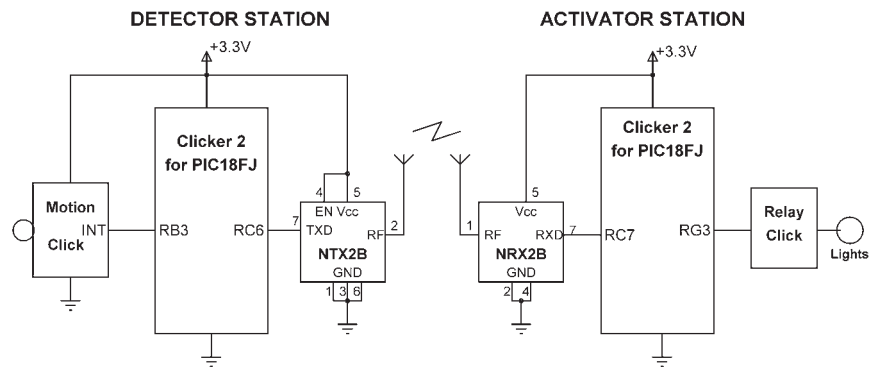 DETECTOR STATION
ACTIVATOR STATION
+3.3V
+3.3V
Clicker 2
for PIC18FJ
Clicker 2
for PIC18FJ
Motion
Click
INT
RB3
RC6
4
5
EN Vcc
7
TXD
RF
2
NTX2B
GND
1 3 6
5
Vcc
1
RF
RXD
7
NRX2B
GND
2 4
RC7
RG3
Relay
Click
Lights